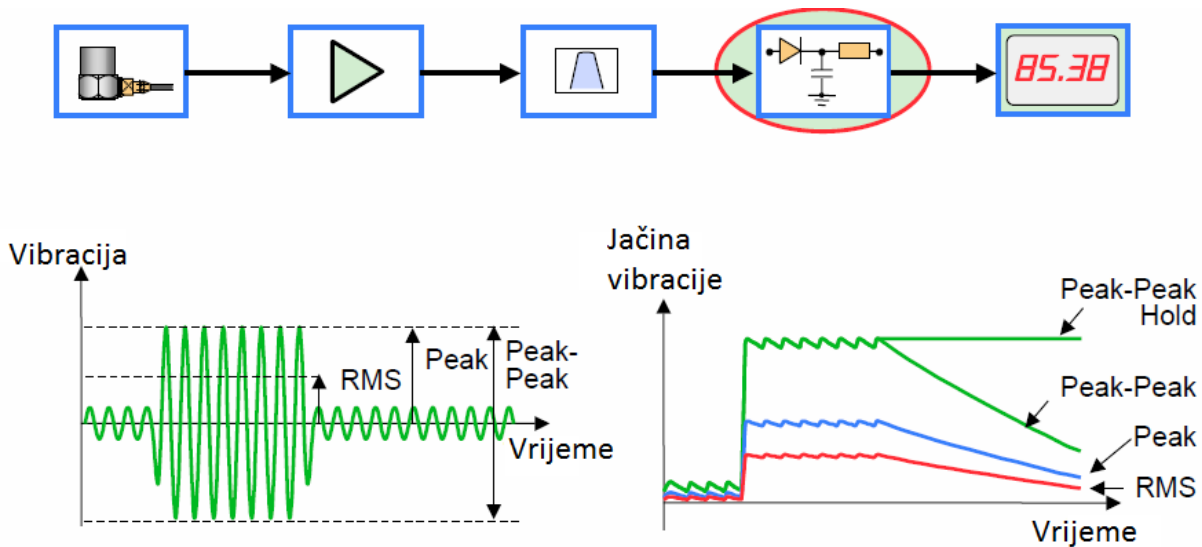 85.38
Vibracija
Peak
Peak-
Peak
RMS
Vrijeme
Jačina
vibracije
Peak-Peak
Hold
Peak-Peak
Peak
RMS
Vrijeme